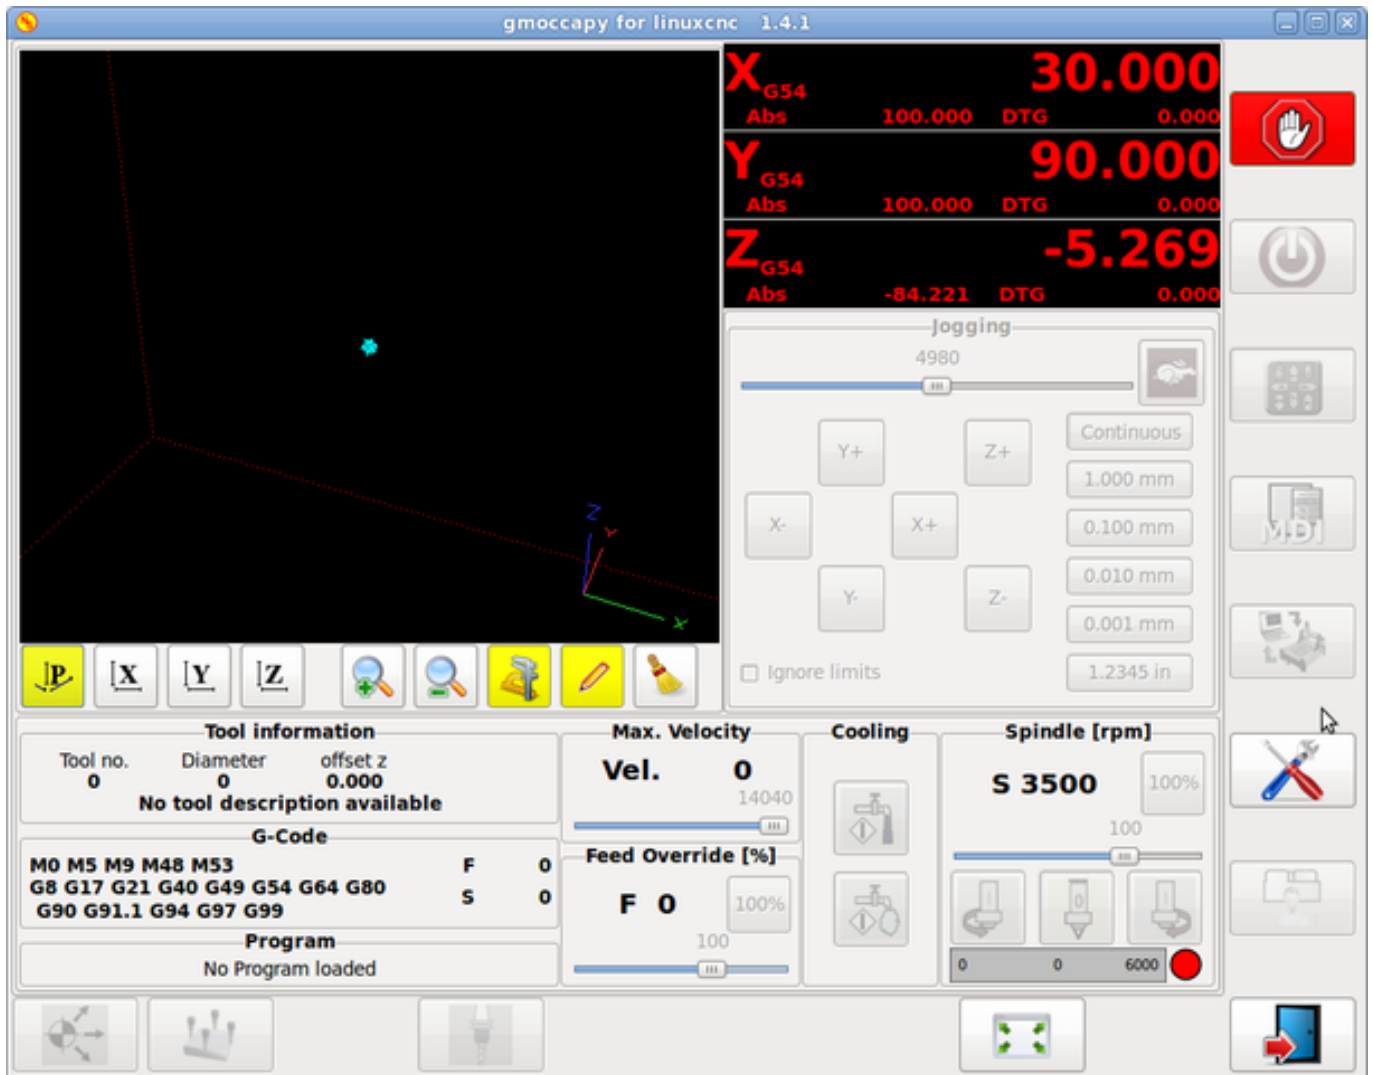 gmoccapy for linuxcnc 1.4.1
X G54 30.000
Abs 100.000 DTG 0.000
Y G54 90.000
Abs 100.000 DTG 0.000
Z G54 -5.269
Abs -84.221 DTG 0.000
Jogging
4980
Y+ Z+
X- X+
Y- Z-
Continuous
1.000 mm
0.100 mm
0.010 mm
0.001 mm
1.2345 in
Ignore limits
MDI
Z
Y
X
P X Y Z
Tool information
Tool no. Diameter offset z
0 0 0.000
No tool description available
G-Code
M0 M5 M9 M48 M53 F 0
G8 G17 G21 G40 G49 G54 G64 G80 S 0
G90 G91.1 G94 G97 G99
Program
No Program loaded
Max. Velocity
Vel. 0
14040
Feed Override [%]
F 0 100%
100
Cooling
Spindle [rpm]
S 3500 100%
100
1 0 1
0 0 6000